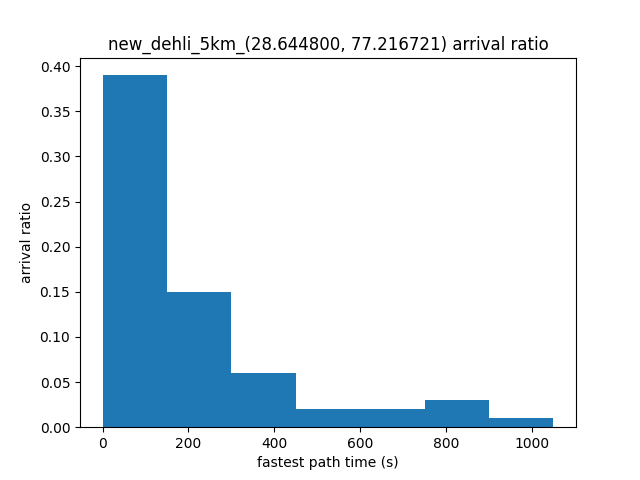 new_dehli_5km_(28.644800, 77.216721) arrival ratio
0.40
0.35
0.30
0.25
0.20
0.15
0.10
0.05
0.00
arrival ratio
0 200 400 600 800 1000
fastest path time (s)